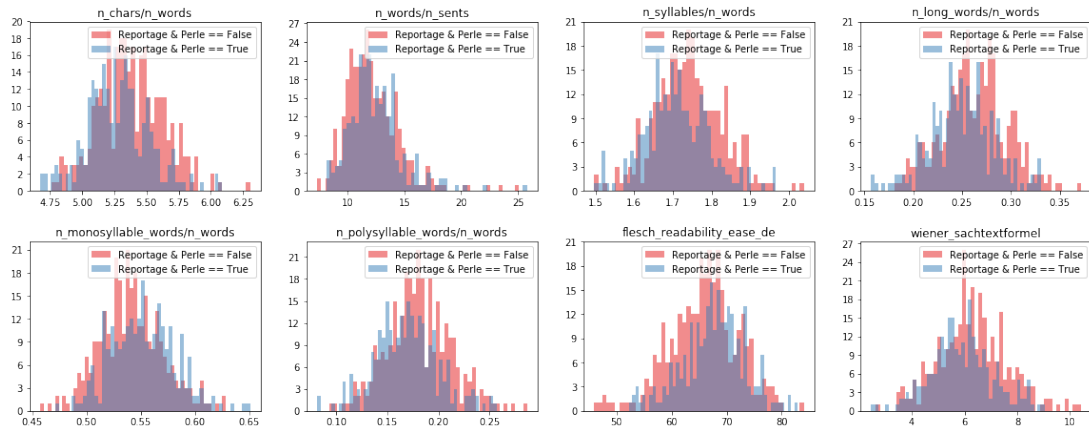 n_chars/n_words
Reportage & Perle == False
Reportage & Perle == True
20
18
16
14
12
10
8
6
4
2
0
4.75 5.00 5.25 5.50 5.75 6.00 6.25
n_words/n_sents
Reportage & Perle == False
Reportage & Perle == True
27
24
21
18
15
12
9
6
3
0
10 15 20 25
n_syllables/n_words
Reportage & Perle == False
Reportage & Perle == True
21
18
15
12
9
6
3
0
1.5 1.6 1.7 1.8 1.9 2.0
n_long_words/n_words
Reportage & Perle == False
Reportage & Perle == True
21
18
15
12
9
6
3
0
0.15 0.20 0.25 0.30 0.35
n_monosyllable_words/n_words
Reportage & Perle == False
Reportage & Perle == True
21
18
15
12
9
6
3
0
0.45 0.50 0.55 0.60 0.65
n_polysyllable_words/n_words
Reportage & Perle == False
Reportage & Perle == True
21
18
15
12
9
6
3
0
0.10 0.15 0.20 0.25
flesch_readability_ease_de
Reportage & Perle == False
Reportage & Perle == True
21
18
15
12
9
6
3
0
50 60 70 80
wiener_sachtextformel
Reportage & Perle == False
Reportage & Perle == True
27
24
21
18
15
12
9
6
3
0
4 6 8 10